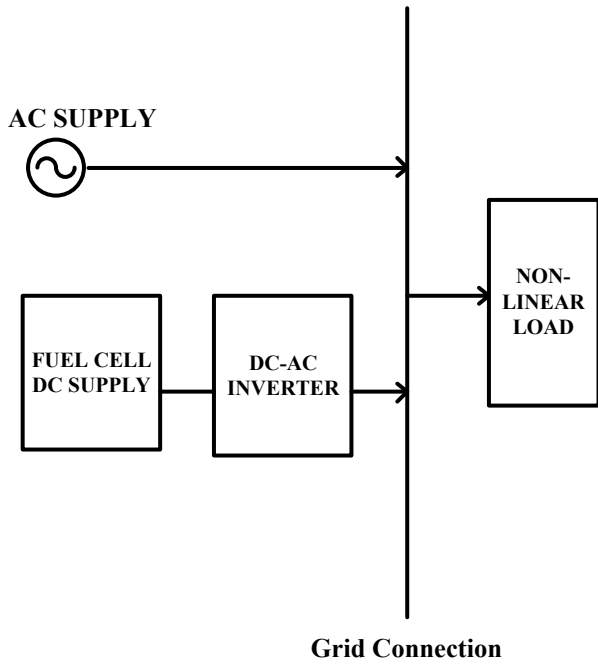 AC SUPPLY
NON-
LINEAR
LOAD
FUEL CELL
DC SUPPLY
DC-AC
INVERTER
Grid Connection